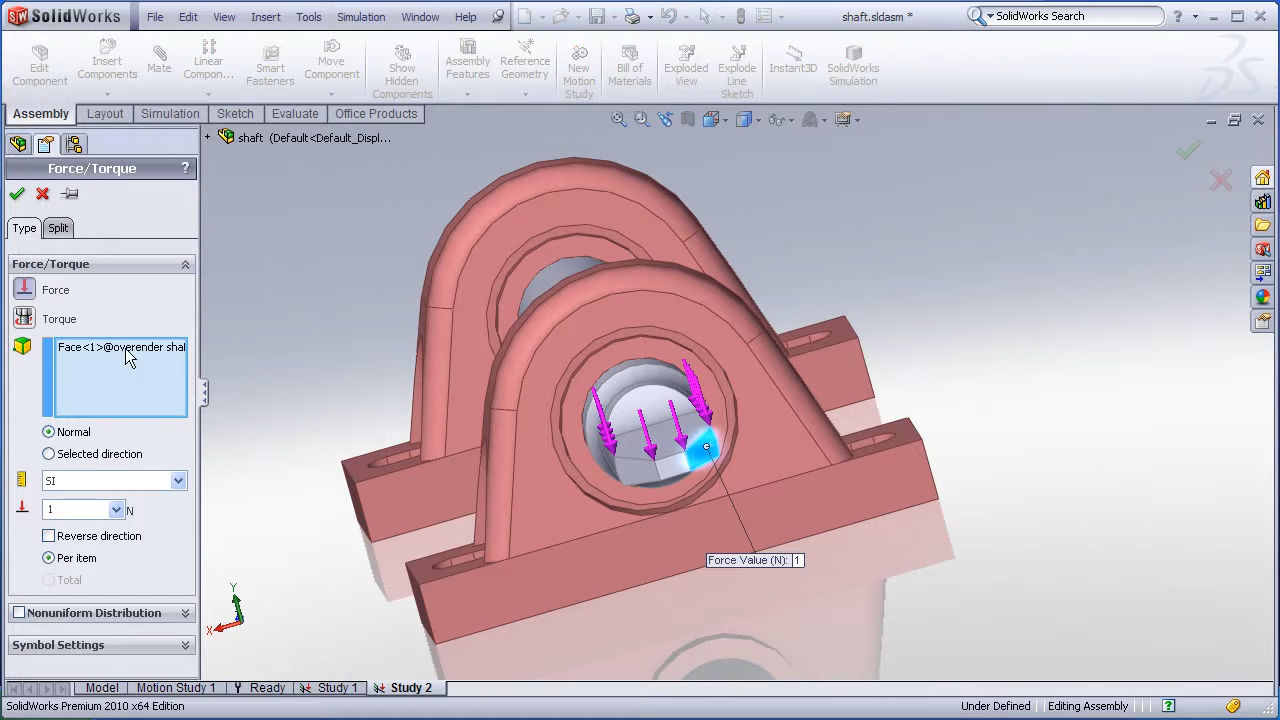 SolidWorks
File Edit View Insert Tools Simulation Window Help
shaft.sldasm *
SolidWorks Search
Edit Component
Insert Components
Mate
Linear Compon...
Smart Fasteners
Move Component
Show Hidden Components
Assembly Features
Reference Geometry
New Motion Study
Bill of Materials
Exploded View
Explode Line Sketch
Instant3D
SolidWorks Simulation
Assembly Layout Simulation Sketch Evaluate Office Products
shaft (Default<Default_Displ...
Force/Torque ?
Type Split
Force/Torque
Force
Torque
Face<1>@overender shal
Normal
Selected direction
SI
1 N
Reverse direction
Per item
Total
Nonuniform Distribution
Symbol Settings
Force Value (N): 1
Y
X
Model Motion Study 1 Ready Study 1 Study 2
SolidWorks Premium 2010 x64 Edition
Under Defined Editing Assembly